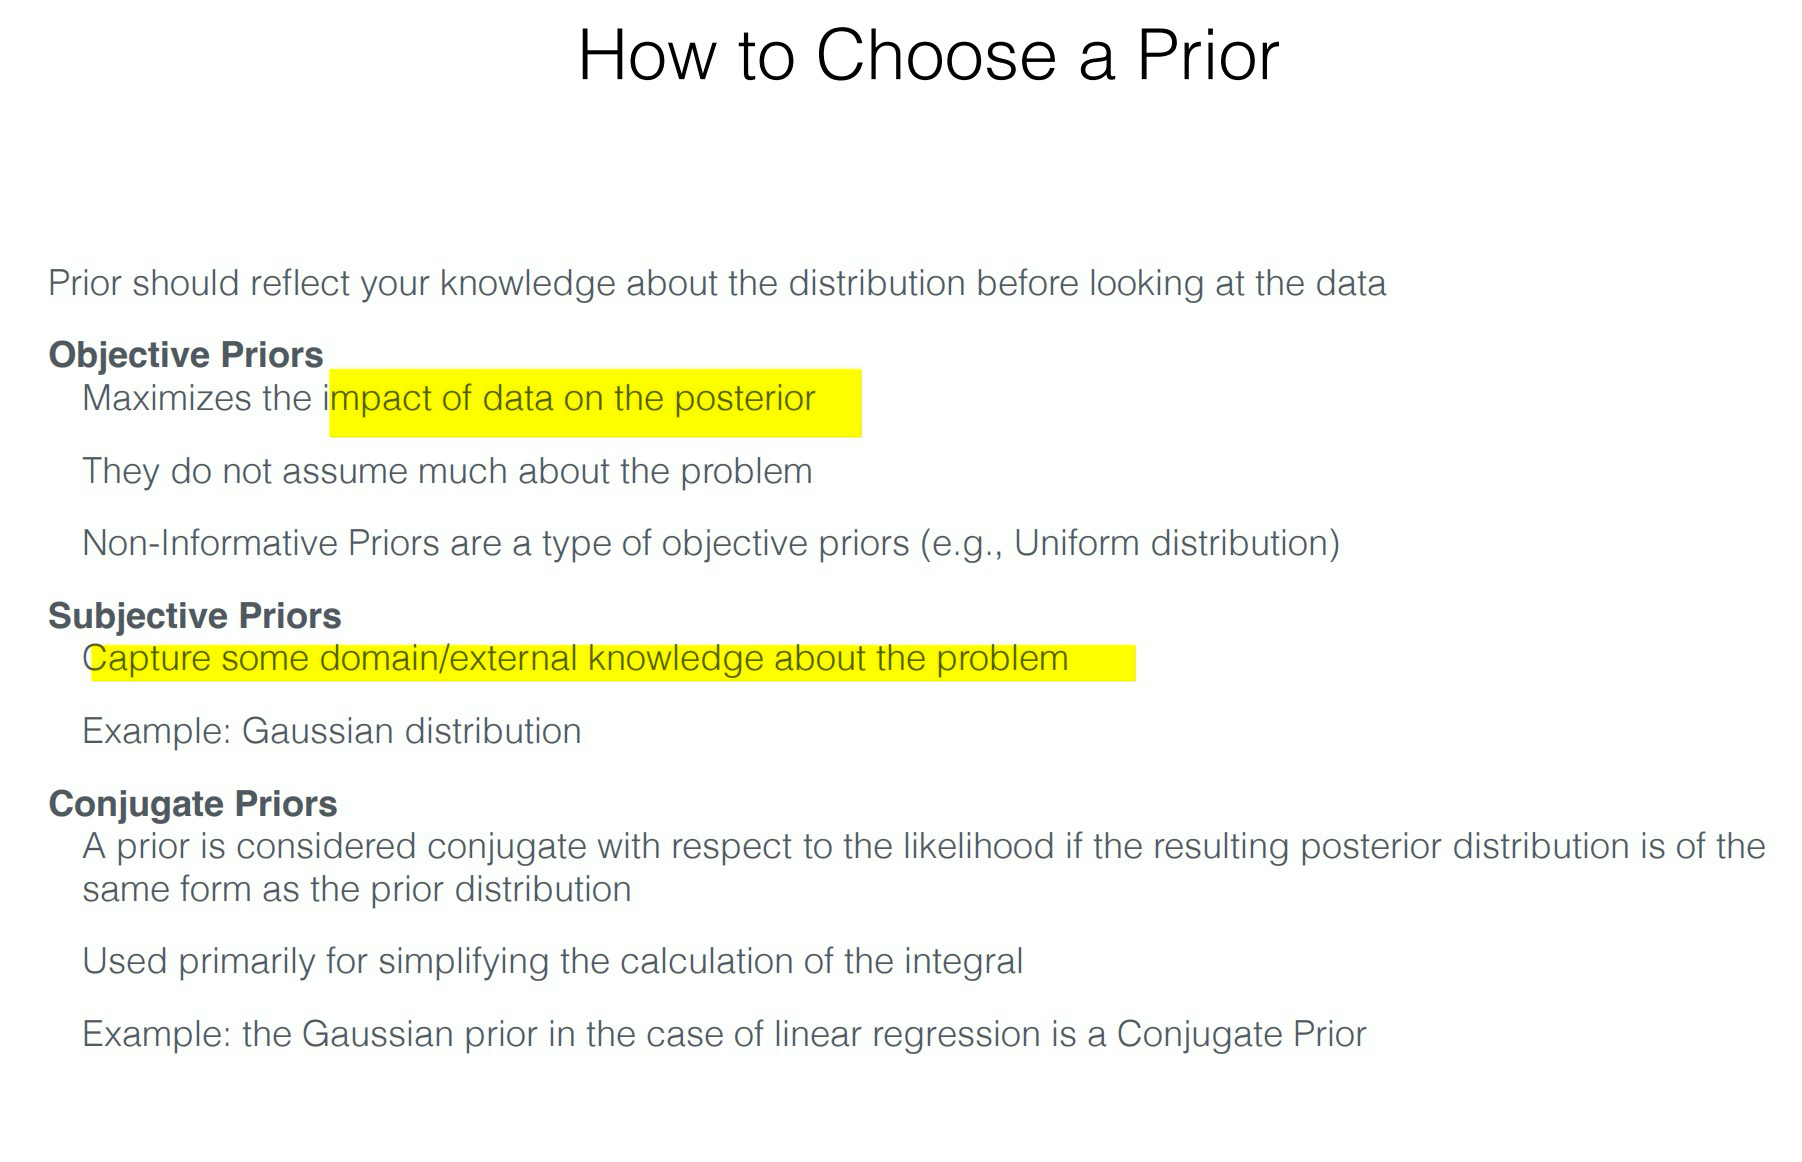 How to Choose a Prior
Prior should reflect your knowledge about the distribution before looking at the data
Objective Priors
Maximizes the impact of data on the posterior
They do not assume much about the problem
Non-Informative Priors are a type of objective priors (e.g., Uniform distribution)
Subjective Priors
Capture some domain/external knowledge about the problem
Example: Gaussian distribution
Conjugate Priors
A prior is considered conjugate with respect to the likelihood if the resulting posterior distribution is of the
same form as the prior distribution
Used primarily for simplifying the calculation of the integral
Example: the Gaussian prior in the case of linear regression is a Conjugate Prior